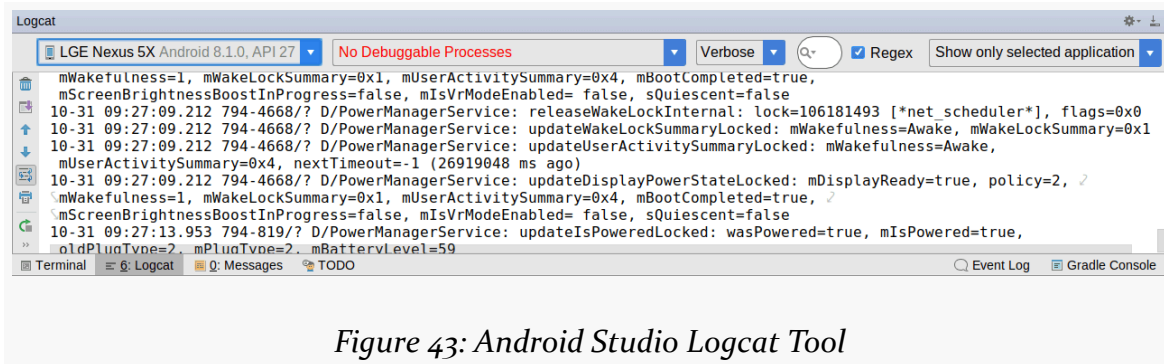 Logcat
LGE Nexus 5X Android 8.1.0, API 27 No Debuggable Processes Verbose Regex Show only selected application
mWakefulness=1, mWakeLockSummary=0x1, mUserActivitySummary=0x4, mBootCompleted=true,
mScreenBrightnessBoostInProgress=false, mIsVrModeEnabled= false, sQuiescent=false
10-31 09:27:09.212 794-4668/? D/PowerManagerService: releaseWakeLockInternal: lock=106181493 [*net_scheduler*], flags=0x0
10-31 09:27:09.212 794-4668/? D/PowerManagerService: updateWakeLockSummaryLocked: mWakefulness=Awake, mWakeLockSummary=0x1
10-31 09:27:09.212 794-4668/? D/PowerManagerService: updateUserActivitySummaryLocked: mWakefulness=Awake,
mUserActivitySummary=0x4, nextTimeout=-1 (26919048 ms ago)
10-31 09:27:09.212 794-4668/? D/PowerManagerService: updateDisplayPowerStateLocked: mDisplayReady=true, policy=2,
mWakefulness=1, mWakeLockSummary=0x1, mUserActivitySummary=0x4, mBootCompleted=true,
mScreenBrightnessBoostInProgress=false, mIsVrModeEnabled= false, sQuiescent=false
10-31 09:27:13.953 794-819/? D/PowerManagerService: updateIsPoweredLocked: wasPowered=true, mIsPowered=true,
oldPlugType=2, mPlugType=2, mBatteryLevel=59
Terminal 6: Logcat 0: Messages TODO Event Log Gradle Console
Figure 43: Android Studio Logcat Tool